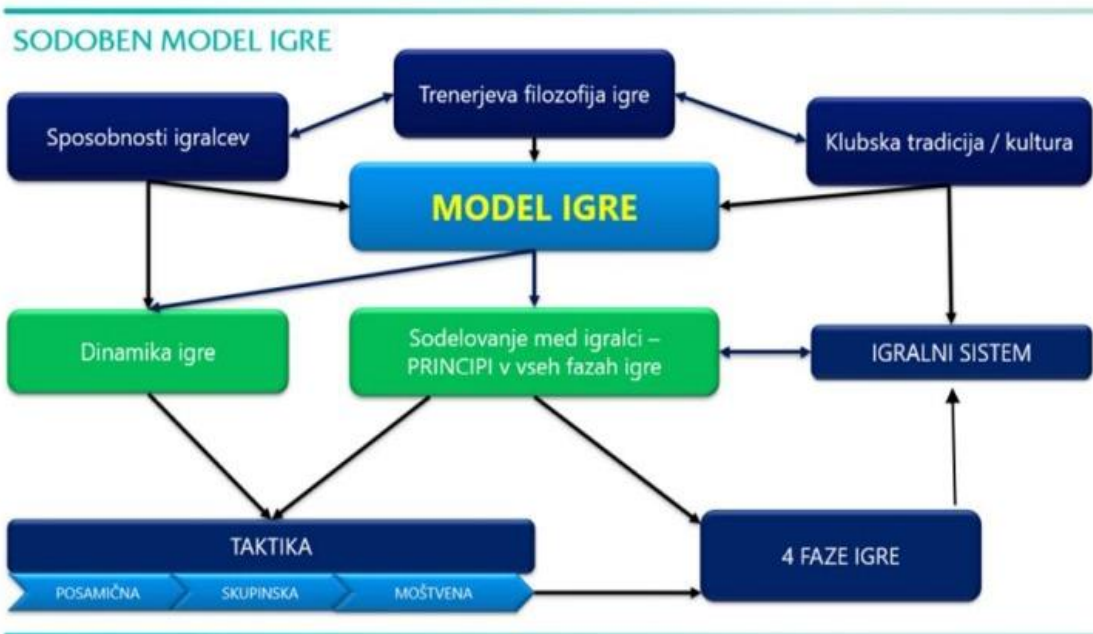 SODOBEN MODEL IGRE
Trenerjeva filozofija igre
Sposobnosti igralcev
Klubska tradicija / kultura
MODEL IGRE
Dinamika igre
Sodelovanje med igralci –
PRINCIPI v vseh fazah igre
IGRALNI SISTEM
TAKTIKA
POSAMIČNA
SKUPINSKA
MOŠTVENA
4 FAZE IGRE